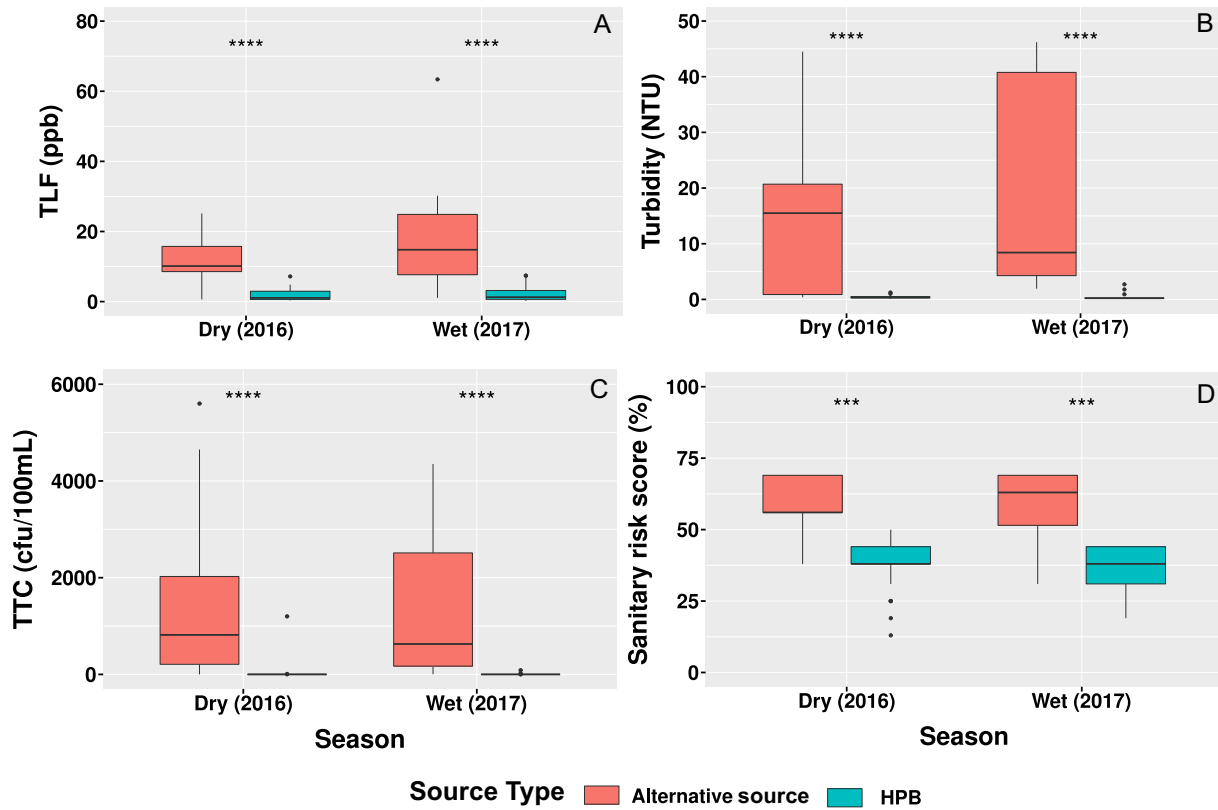 A
TLF (ppb)
80
60
40
20
0
****
****
Dry (2016)
Wet (2017)
B
Turbidity (NTU)
50
40
30
20
10
0
****
****
Dry (2016)
Wet (2017)
C
TTC (cfu/100mL)
6000
4000
2000
0
****
****
Dry (2016)
Wet (2017)
Season
D
Sanitary risk score (%)
100
75
50
25
0
***
***
Dry (2016)
Wet (2017)
Season
Source Type Alternative source HPB